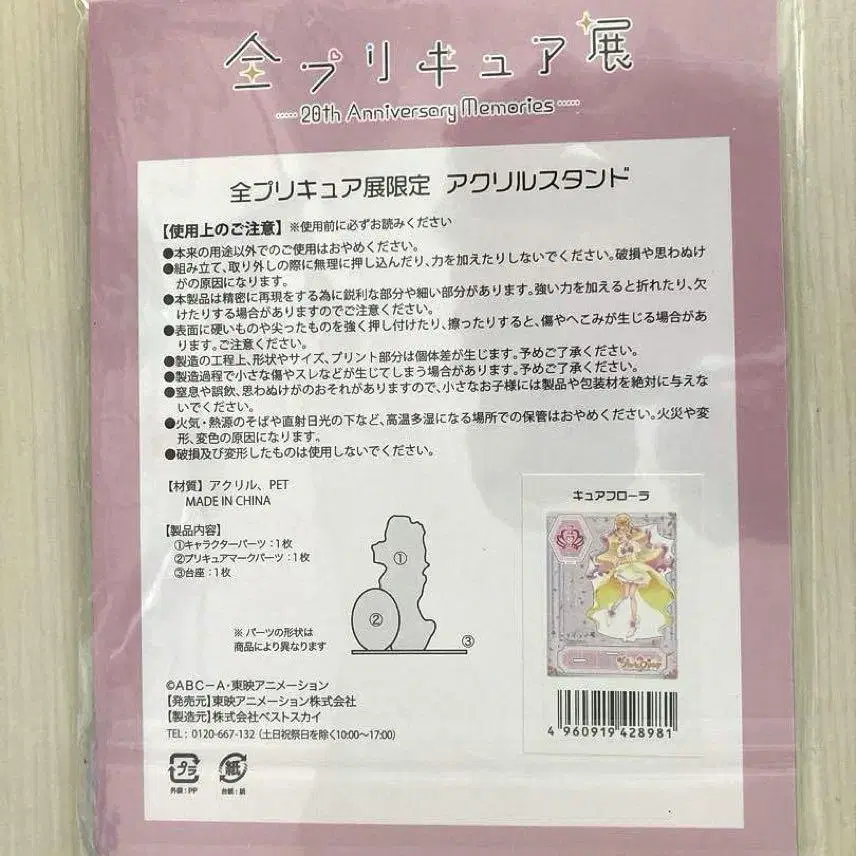 全プリキュア展
20th Anniversary Memories
全プリキュア展限定 アクリルスタンド
【使用上のご注意】 ※使用前に必ずお読みください
●本来の用途以外でのご使用はおやめください。
●組み立て、取り外しの際に無理に押し込んだり、力を加えたりしないでください。破損や思わぬけ
がの原因になります。
●本製品は精密に再現をする為に鋭利な部分や細い部分があります。強い力を加えると折れたり、欠
けたりする場合がありますのでご注意ください。
●表面に硬いものや尖ったものを強く押し付けたり、擦ったりすると、傷やへこみが生じる場合があ
ります。ご注意ください。
●製造の工程上、形状やサイズ、プリント部分は個体差が生じます。予めご了承ください。
●製造過程で小さな傷やスレなどが生じてしまう場合があります。予めご了承ください。
●窒息や誤飲、思わぬけがのおそれがありますので、小さなお子様には製品や包装材を絶対に与えな
いでください。
●火気・熱源のそばや直射日光の下など、高温多湿になる場所での保管はおやめください。火災や変
形、変色の原因になります。
●破損及び変形したものは使用しないでください。
【材質】アクリル、PET
MADE IN CHINA
【製品内容】
①キャラクターパーツ：1枚
②プリキュアマークパーツ：1枚
③台座：1枚
①
②
③
※ パーツの形状は
商品により異なります
キュアフローラ
4 960919 428981
©ABC－A・東映アニメーション
【発売元】東映アニメーション株式会社
【製造元】株式会社ベストスカイ
TEL：0120-667-132（土日祝祭日を除く10:00～17:00）
プラ
紙
外袋：PP
台紙：紙